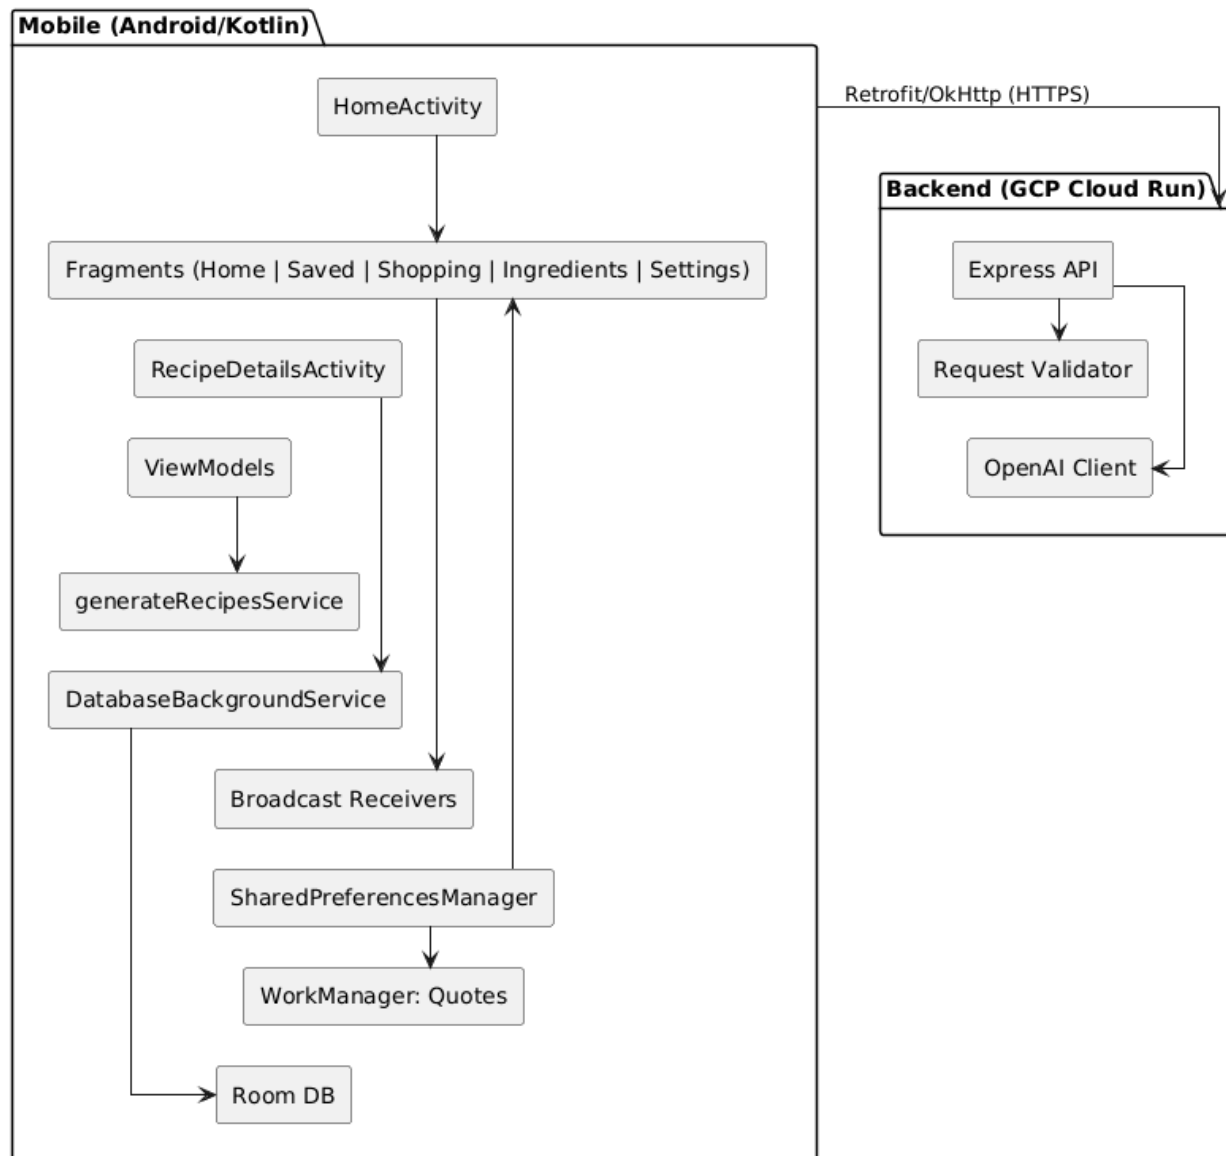 Mobile (Android/Kotlin)
HomeActivity
Retrofit/OkHttp (HTTPS)
Backend (GCP Cloud Run)
Fragments (Home | Saved | Shopping | Ingredients | Settings)
Express API
RecipeDetailsActivity
Request Validator
ViewModels
OpenAI Client
generateRecipesService
DatabaseBackgroundService
Broadcast Receivers
SharedPreferencesManager
WorkManager: Quotes
Room DB